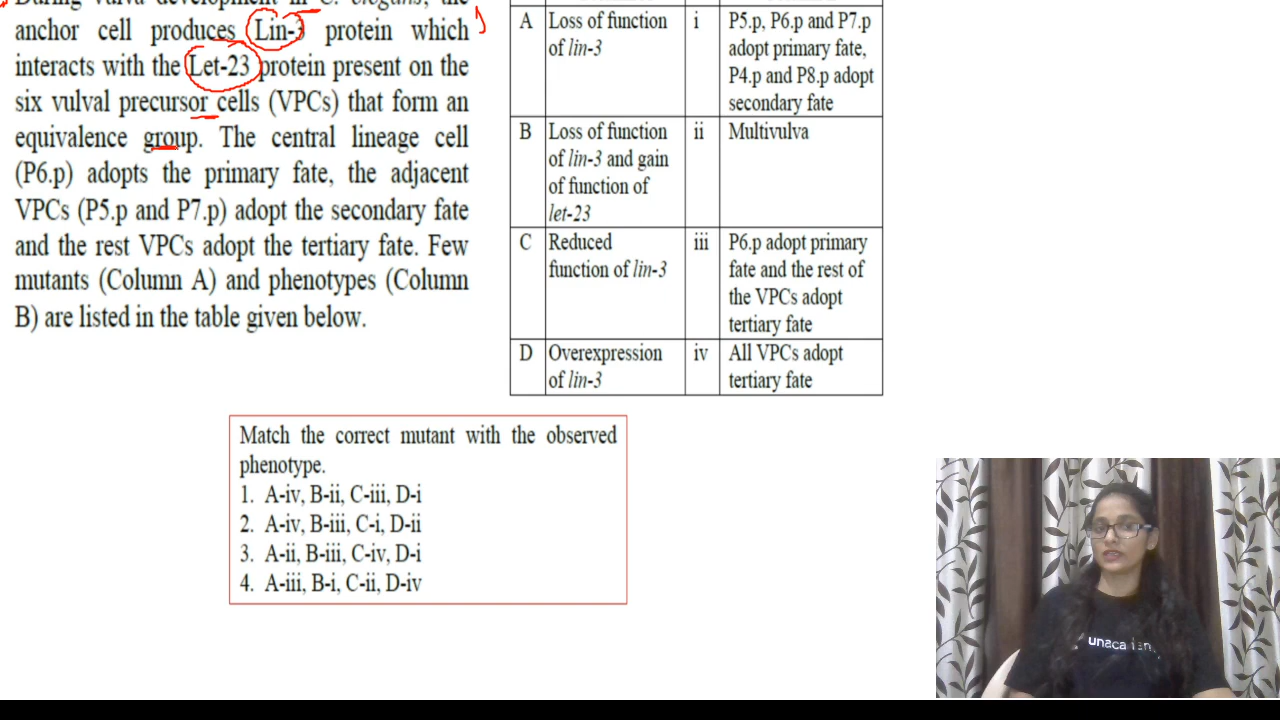 During vulva development in C. elegans, the
anchor cell produces Lin-3 protein which
interacts with the Let-23 protein present on the
six vulval precursor cells (VPCs) that form an
equivalence group. The central lineage cell
(P6.p) adopts the primary fate, the adjacent
VPCs (P5.p and P7.p) adopt the secondary fate
and the rest VPCs adopt the tertiary fate. Few
mutants (Column A) and phenotypes (Column
B) are listed in the table given below.
A Loss of function i P5.p, P6.p and P7.p
of lin-3 adopt primary fate,
P4.p and P8.p adopt
secondary fate
B Loss of function ii Multivulva
of lin-3 and gain
of function of
let-23
C Reduced iii P6.p adopt primary
function of lin-3 fate and the rest of
the VPCs adopt
tertiary fate
D Overexpression iv All VPCs adopt
of lin-3 tertiary fate
Match the correct mutant with the observed
phenotype.
1. A-iv, B-ii, C-iii, D-i
2. A-iv, B-iii, C-i, D-ii
3. A-ii, B-iii, C-iv, D-i
4. A-iii, B-i, C-ii, D-iv